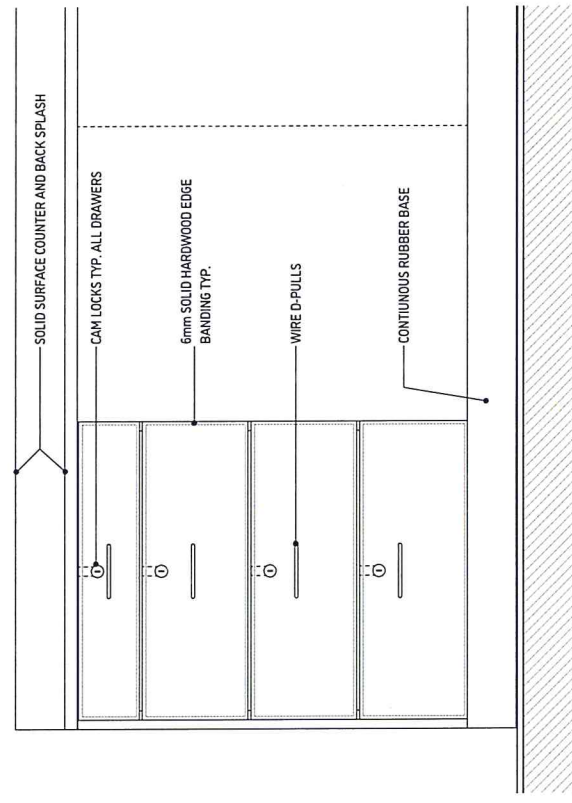 SOLID SURFACE COUNTER AND BACK SPLASH
CAM LOCKS TYP. ALL DRAWERS
6mm SOLID HARDWOOD EDGE
BANDING TYP.
WIRE D-PULLS
CONTIUNOUS RUBBER BASE